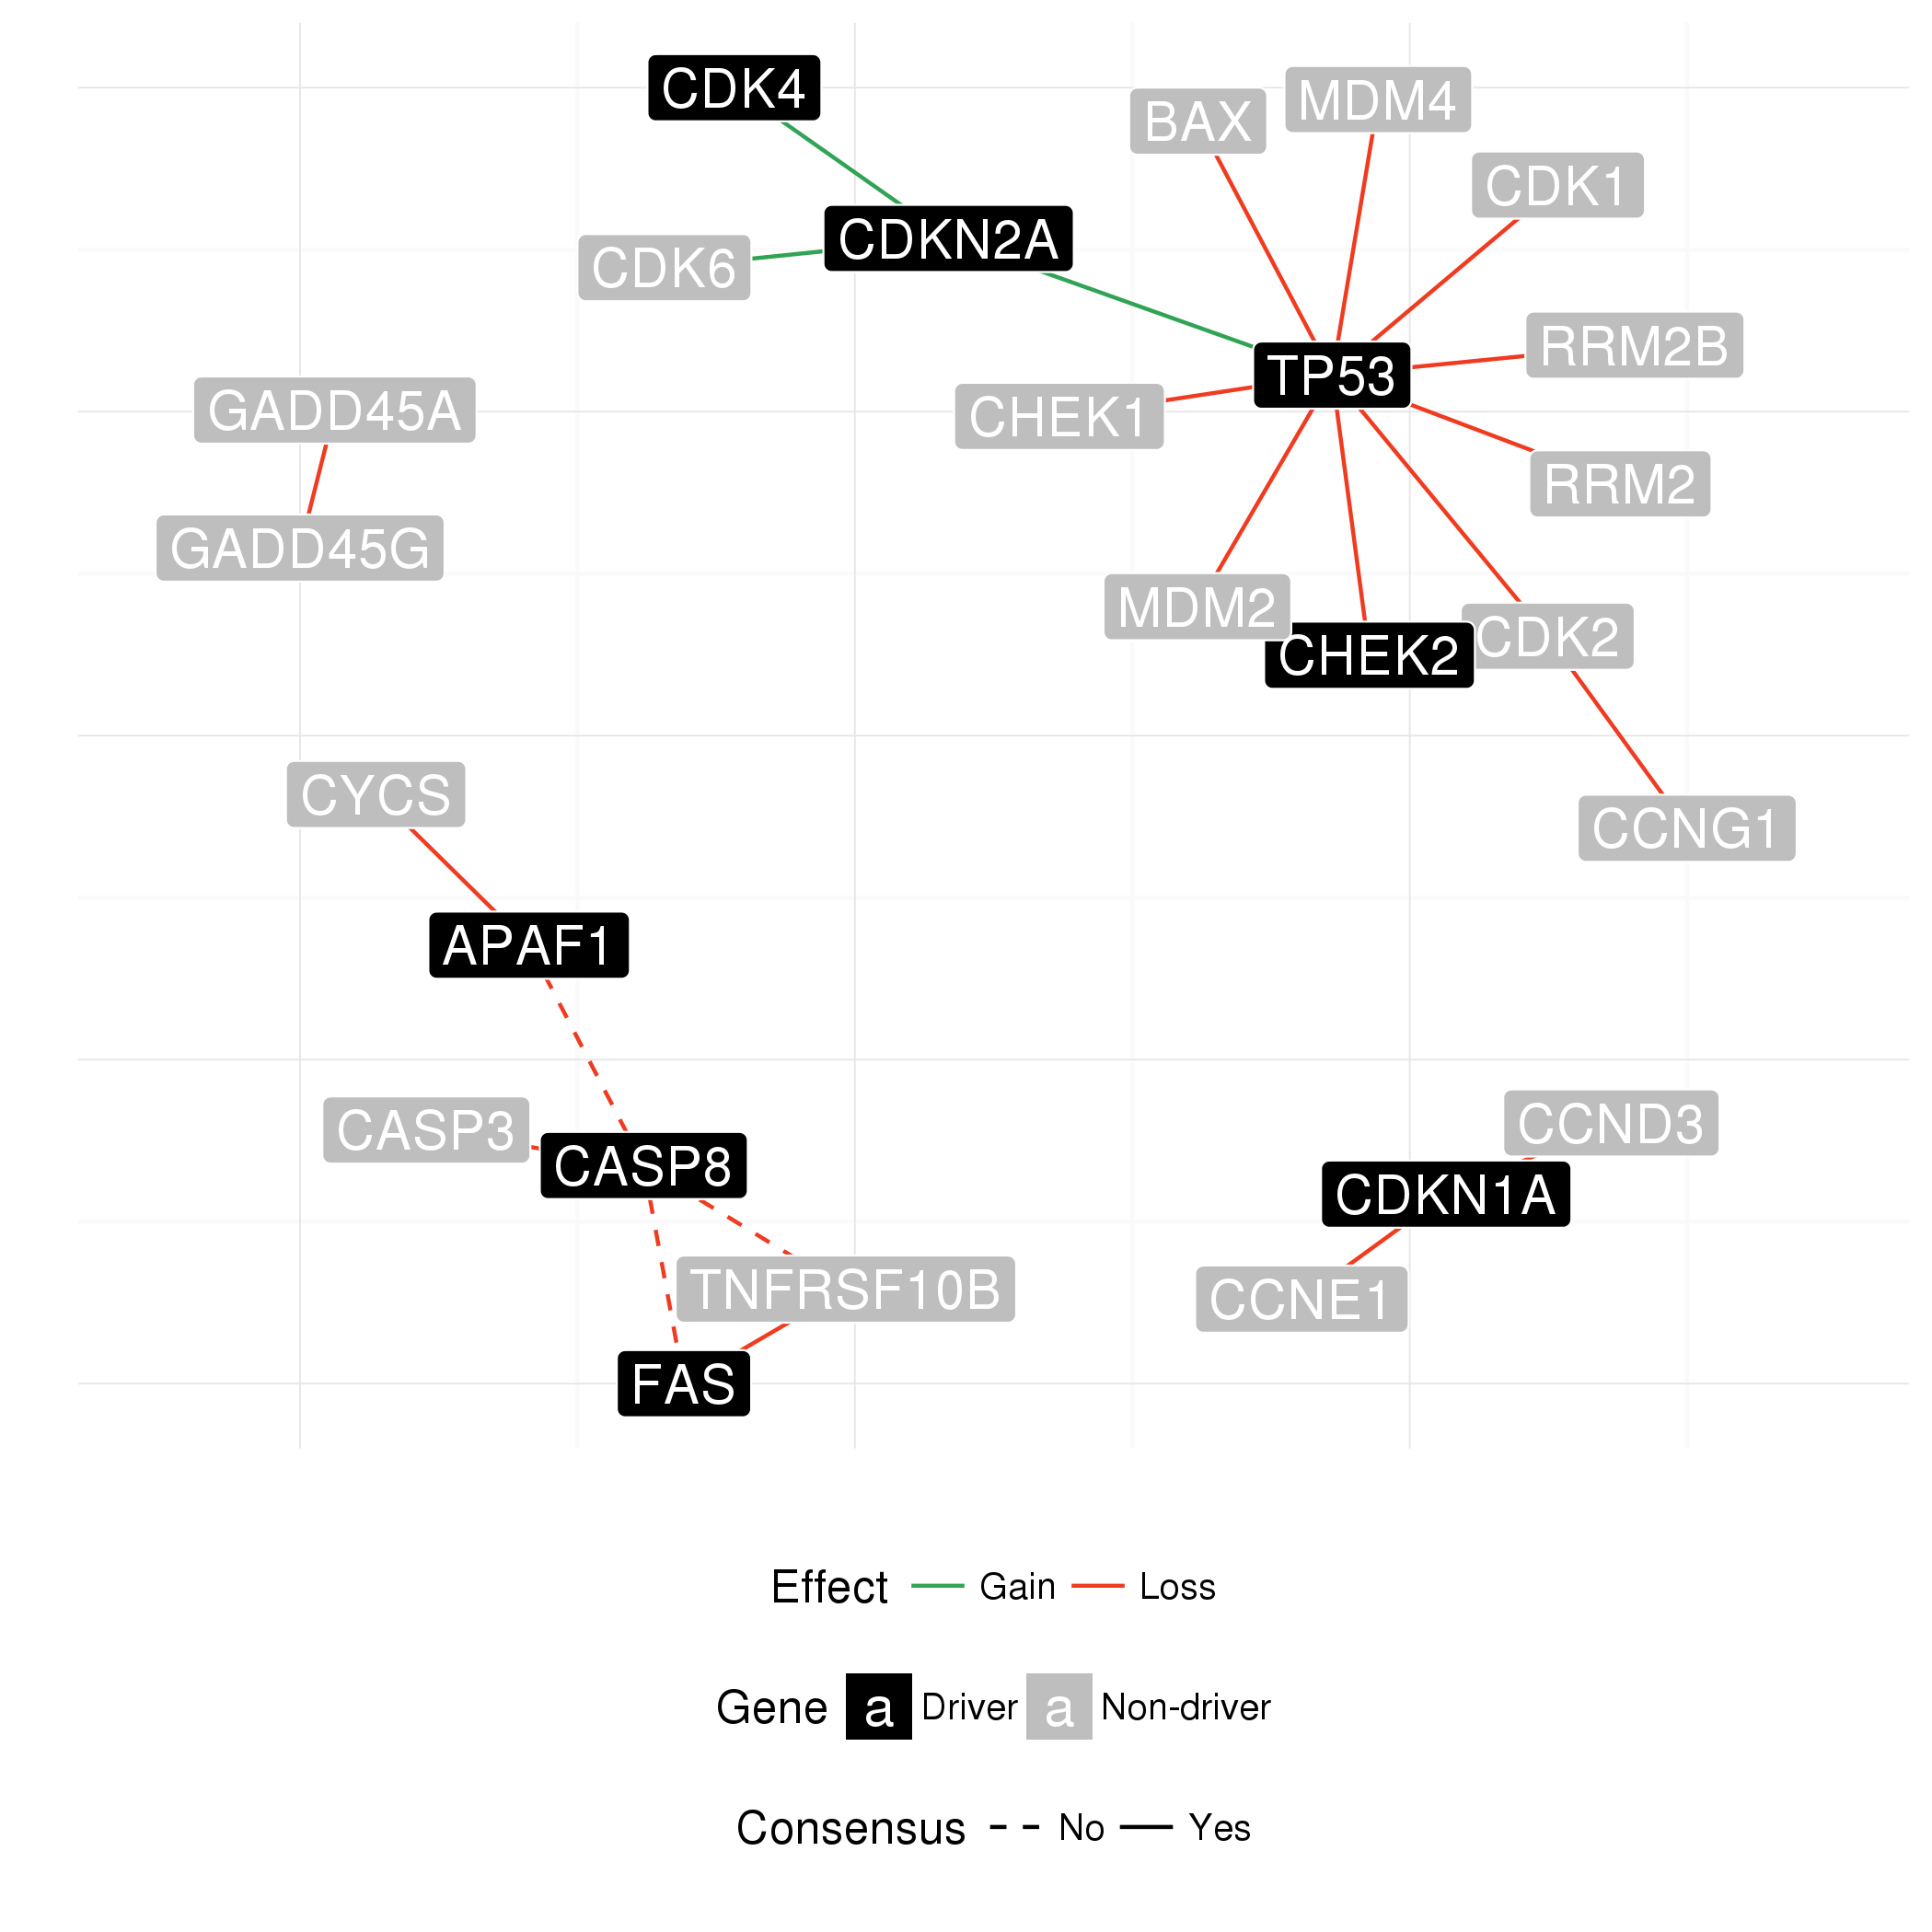 CDK4
BAX
MDM4
CDK1
CDKN2A
CDK6
RRM2B
TP53
GADD45A
CHEK1
RRM2
GADD45G
MDM2
CDK2
CHEK2
CYCS
CCNG1
APAF1
CASP3
CCND3
CASP8
CDKN1A
TNFRSF10B
CCNE1
FAS
Effect Gain Loss
Gene a Driver a Non-driver
Consensus No Yes